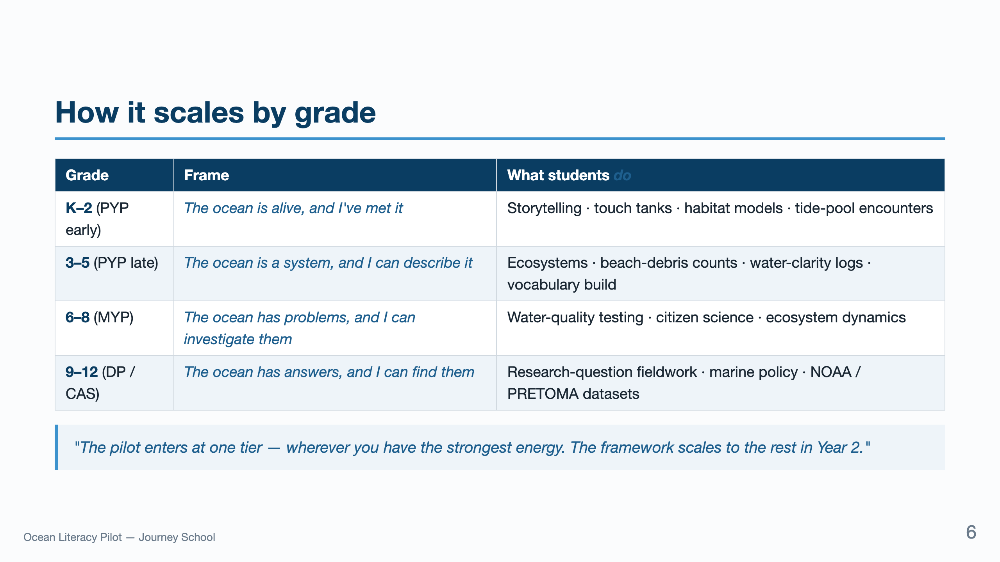 How it scales by grade
Grade
Frame
What students do
K–2 (PYP
early)
The ocean is alive, and I've met it
Storytelling · touch tanks · habitat models · tide-pool encounters
3–5 (PYP late)
The ocean is a system, and I can describe it
Ecosystems · beach-debris counts · water-clarity logs ·
vocabulary build
6–8 (MYP)
The ocean has problems, and I can
investigate them
Water-quality testing · citizen science · ecosystem dynamics
9–12 (DP /
CAS)
The ocean has answers, and I can find them
Research-question fieldwork · marine policy · NOAA /
PRETOMA datasets
"The pilot enters at one tier — wherever you have the strongest energy. The framework scales to the rest in Year 2."
Ocean Literacy Pilot — Journey School
6